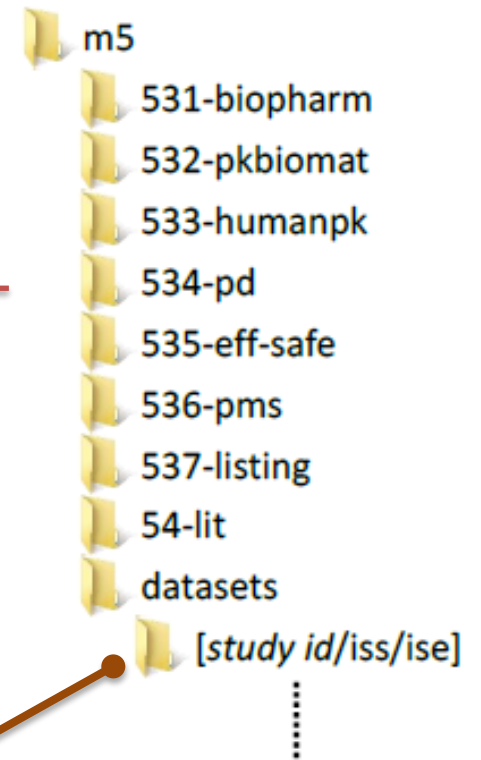 m5
531-biopharm
532-pkbiomat
533-humanpk
534-pd
535-eff-safe
536-pms
537-listing
54-lit
datasets
[study id/iss/ise]